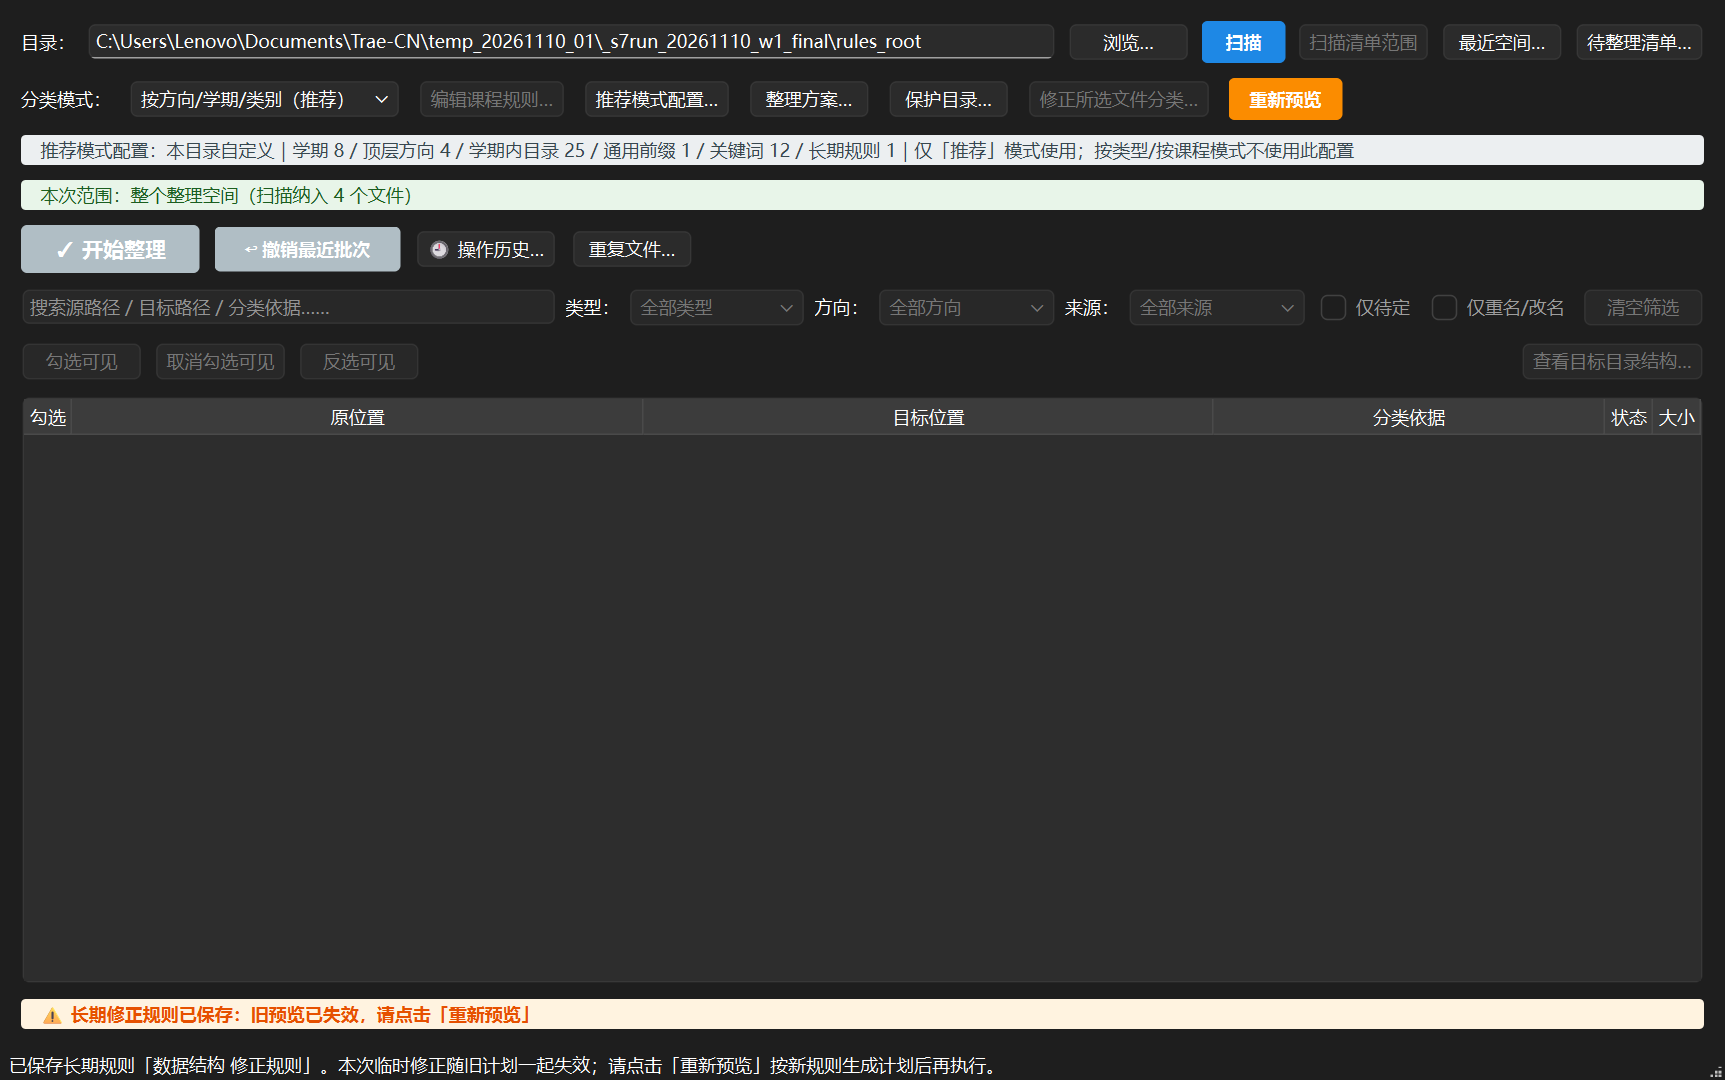 目录： C:\Users\Lenovo\Documents\Trae-CN\temp_20261110_01\_s7run_20261110_w1_final\rules_root 浏览... 扫描 扫描清单范围 最近空间... 待整理清单...
分类模式： 按方向/学期/类别（推荐） 编辑课程规则... 推荐模式配置... 整理方案... 保护目录... 修正所选文件分类... 重新预览
推荐模式配置：本目录自定义 | 学期 8 / 顶层方向 4 / 学期内目录 25 / 通用前缀 1 / 关键词 12 / 长期规则 1 | 仅「推荐」模式使用；按类型/按课程模式不使用此配置
本次范围：整个整理空间（扫描纳入 4 个文件）
✓ 开始整理 ↩ 撤销最近批次 操作历史... 重复文件...
搜索源路径 / 目标路径 / 分类依据…… 类型： 全部类型 方向： 全部方向 来源： 全部来源 仅待定 仅重名/改名 清空筛选
勾选可见 取消勾选可见 反选可见 查看目标目录结构...
勾选 原位置 目标位置 分类依据 状态 大小
⚠ 长期修正规则已保存：旧预览已失效，请点击「重新预览」
已保存长期规则「数据结构 修正规则」。本次临时修正随旧计划一起失效；请点击「重新预览」按新规则生成计划后再执行。